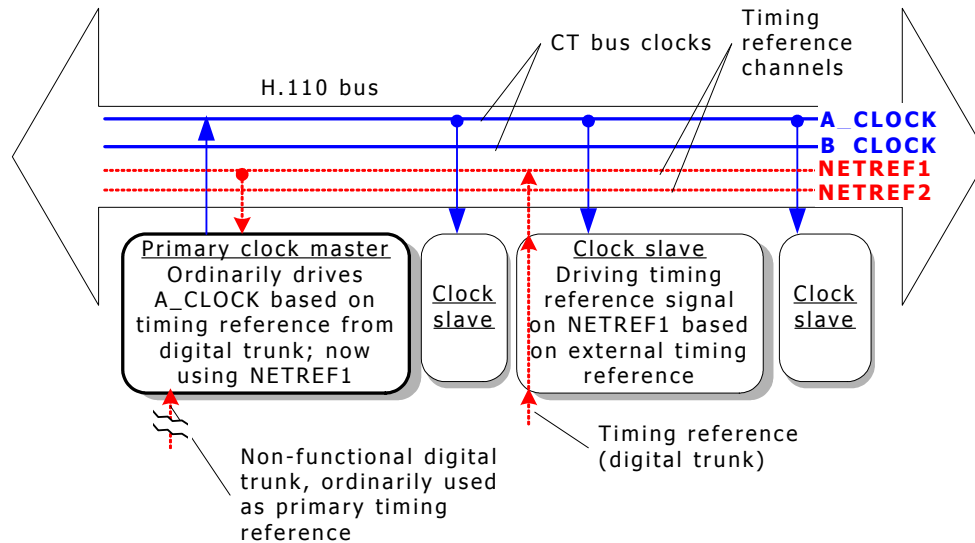 CT bus clocks
Timing
reference
channels
H.110 bus
A_CLOCK
B_CLOCK
NETREF1
NETREF2
Primary clock master
Ordinarily drives
A_CLOCK based on
timing reference from
digital trunk; now
using NETREF1
Clock
slave
Clock slave
Driving timing
reference signal
on NETREF1 based
on external timing
reference
Clock
slave
Non-functional digital
trunk, ordinarily used
as primary timing
reference
Timing reference
(digital trunk)